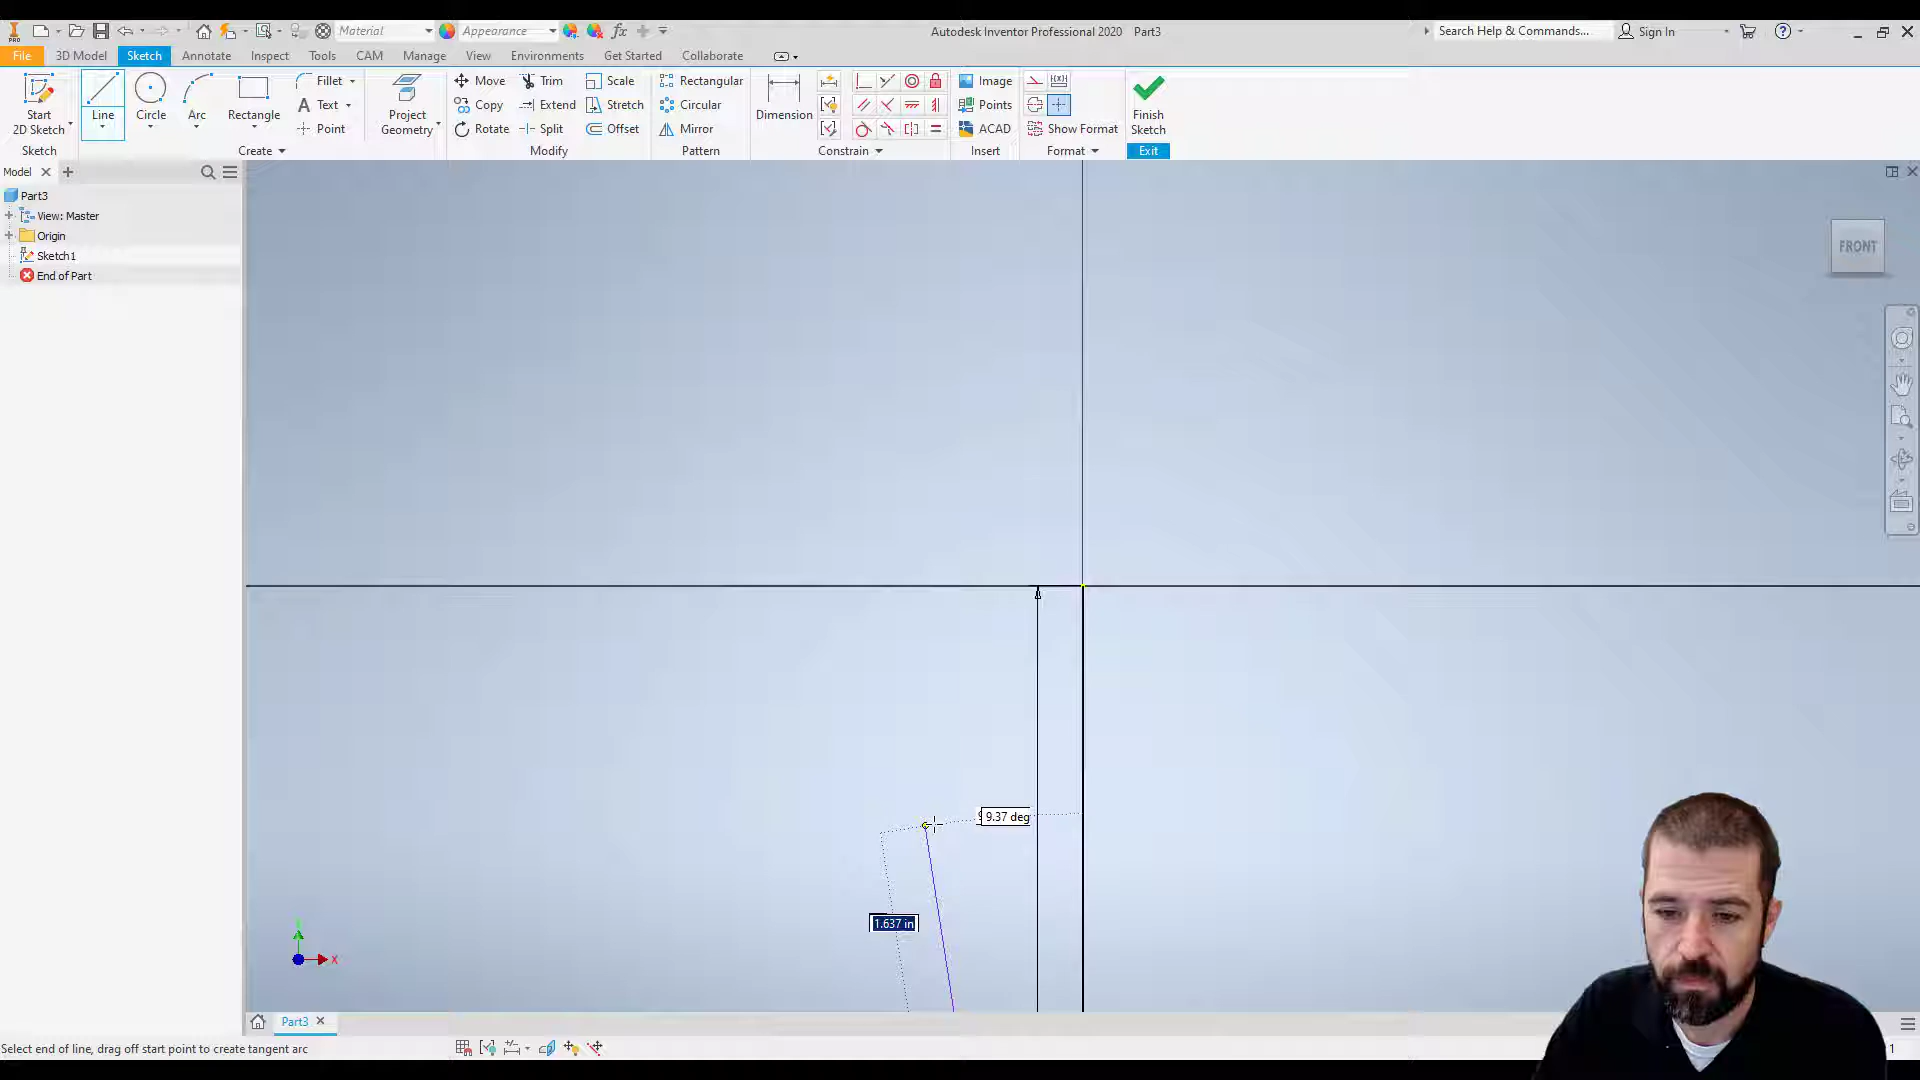 Material
Appearance
Autodesk Inventor Professional 2020 Part3
Search Help & Commands...
Sign In
File
3D Model
Sketch
Annotate
Inspect
Tools
CAM
Manage
View
Environments
Get Started
Collaborate
Start
2D Sketch
Line
Circle
Arc
Rectangle
Fillet
Text
Point
Project
Geometry
Move
Copy
Rotate
Trim
Extend
Split
Scale
Stretch
Offset
Rectangular
Circular
Mirror
Dimension
Image
Points
ACAD
Show Format
Finish
Sketch
Sketch
Create
Modify
Pattern
Constrain
Insert
Format
Exit
Model
Part3
View: Master
Origin
Sketch1
End of Part
FRONT
9.37 deg
1.637 in
X
Part3
Select end of line, drag off start point to create tangent arc
1